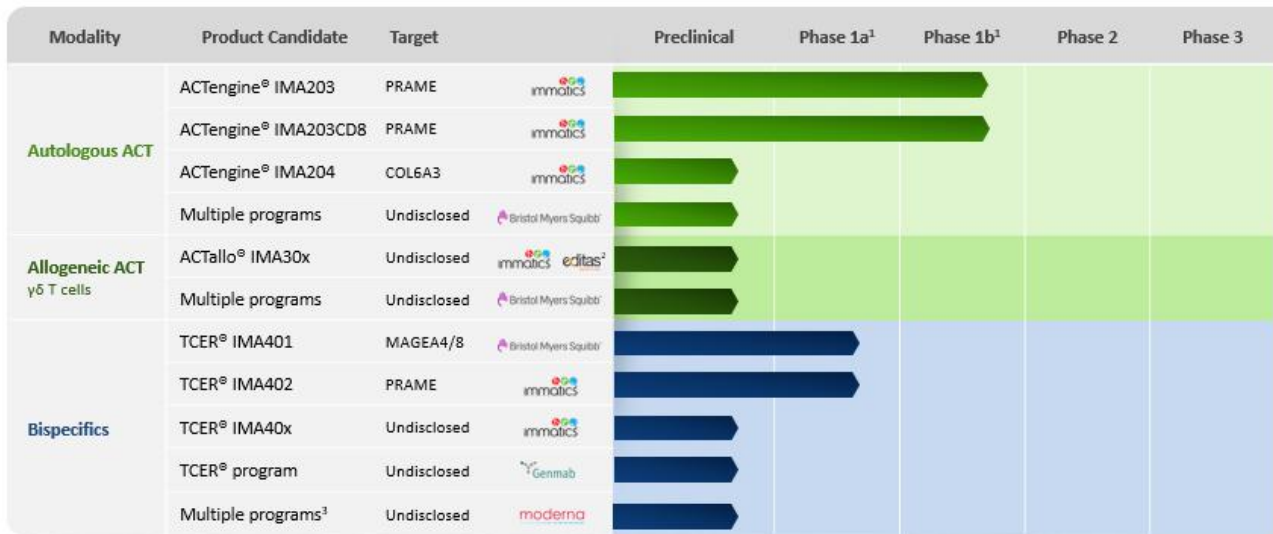 Modality Product Candidate Target Preclinical Phase 1a¹ Phase 1b¹ Phase 2 Phase 3
Autologous ACT
ACTengine® IMA203 PRAME immatics
ACTengine® IMA203CD8 PRAME immatics
ACTengine® IMA204 COL6A3 immatics
Multiple programs Undisclosed Bristol Myers Squibb
Allogeneic ACT
γδ T cells
ACTallo® IMA30x Undisclosed immatics editas²
Multiple programs Undisclosed Bristol Myers Squibb
Bispecifics
TCER® IMA401 MAGEA4/8 Bristol Myers Squibb
TCER® IMA402 PRAME immatics
TCER® IMA40x Undisclosed immatics
TCER® program Undisclosed Genmab
Multiple programs³ Undisclosed moderna